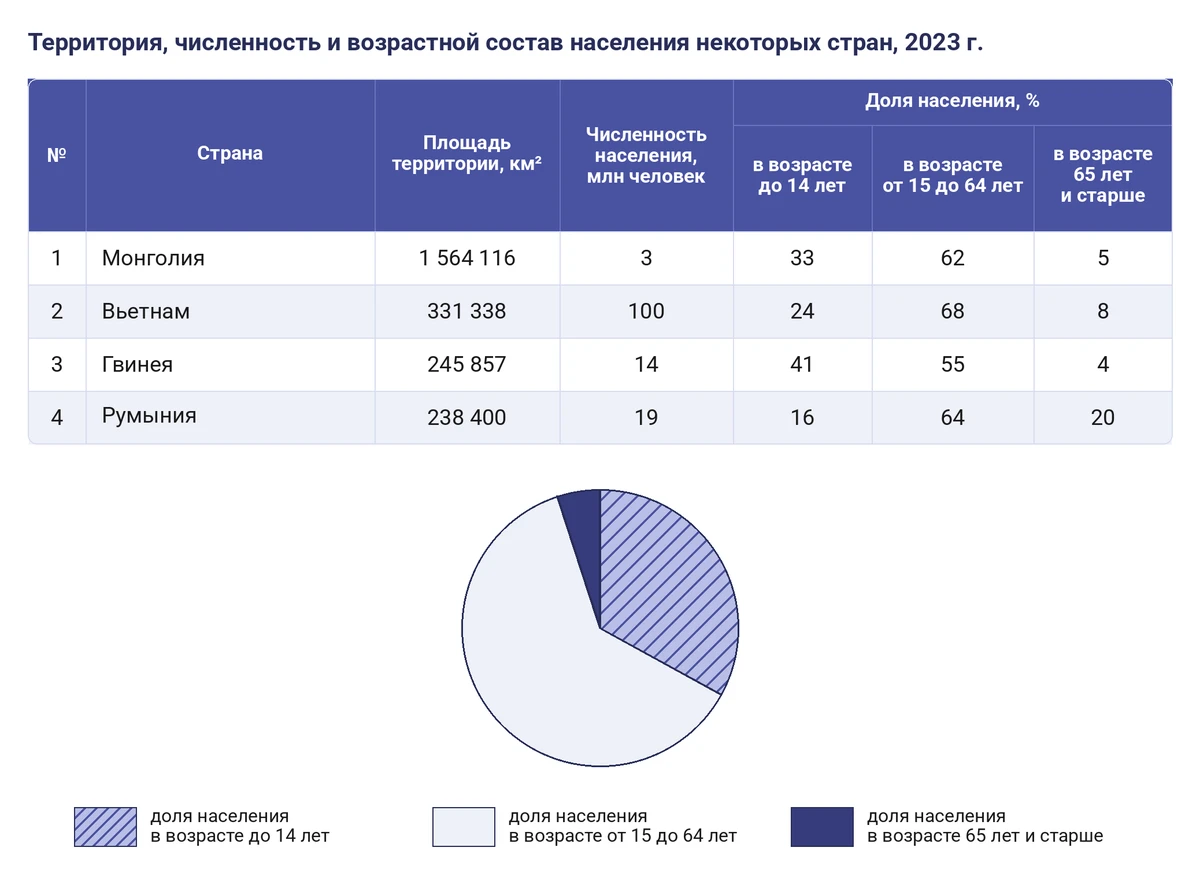 Территория, численность и возрастной состав населения некоторых стран, 2023 г.
№
Страна
Площадь
территории, км²
Численность
населения,
млн человек
Доля населения, %
в возрасте
до 14 лет
в возрасте
от 15 до 64 лет
в возрасте
65 лет
и старше
1 Монголия 1 564 116 3 33 62 5
2 Вьетнам 331 338 100 24 68 8
3 Гвинея 245 857 14 41 55 4
4 Румыния 238 400 19 16 64 20
доля населения
в возрасте до 14 лет
доля населения
в возрасте от 15 до 64 лет
доля населения
в возрасте 65 лет и старше